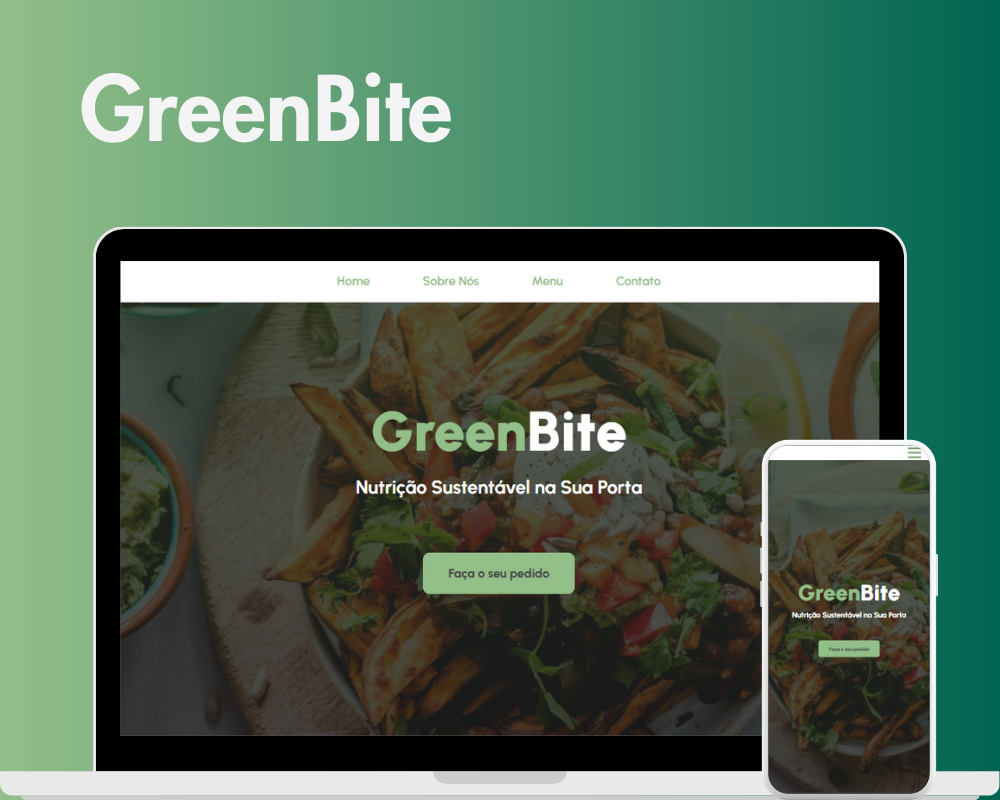 GreenBite
Home Sobre Nós Menu Contato
GreenBite
Nutrição Sustentável na Sua Porta
Faça o seu pedido
GreenBite
Nutrição Sustentável na Sua Porta
Faça o seu pedido